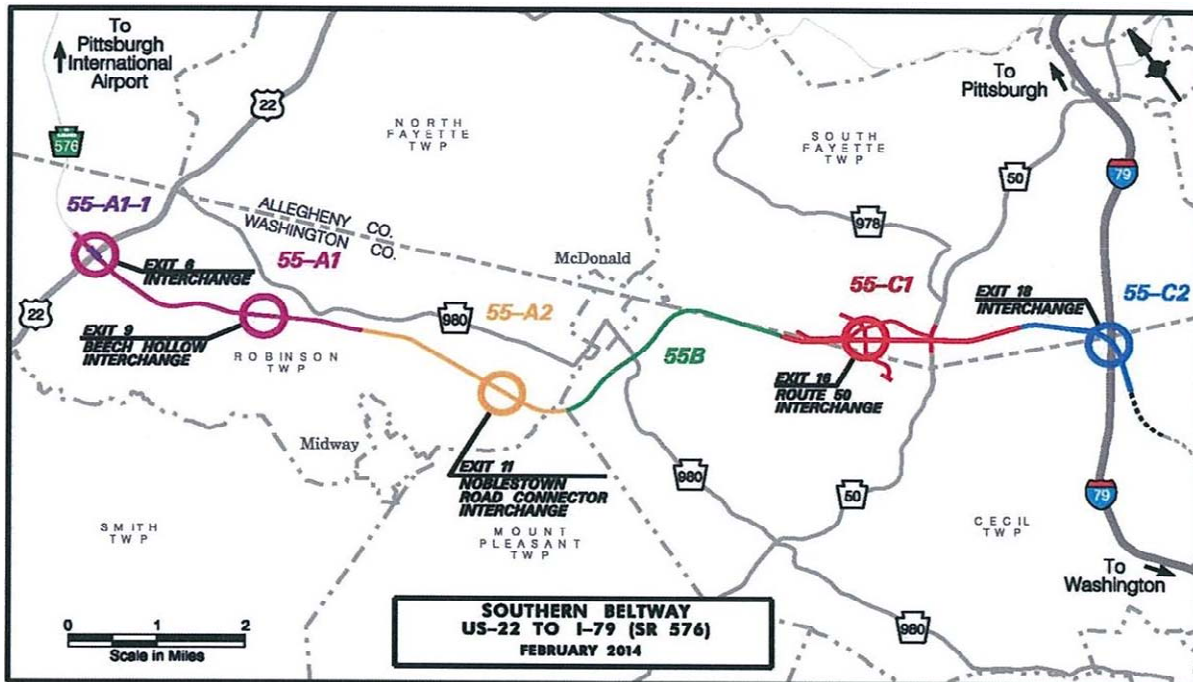 To
Pittsburgh
International
Airport
22
576
NORTH
FAYETTE
TWP
To
Pittsburgh
SOUTH
FAYETTE
TWP
50
79
55-A1-1
ALLEGHENY CO.
WASHINGTON CO.
978
EXIT 6
INTERCHANGE
55-A1
McDonald
55-C1
EXIT 18
INTERCHANGE
55-C2
22
980
55-A2
EXIT 9
BEECH HOLLOW
INTERCHANGE
ROBINSON
TWP
55B
EXIT 16
ROUTE 50
INTERCHANGE
Midway
EXIT 11
NOBLESTOWN
ROAD CONNECTOR
INTERCHANGE
980
50
79
SMITH
TWP
MOUNT
PLEASANT
TWP
CECIL
TWP
To
Washington
0 1 2
Scale in Miles
SOUTHERN BELTWAY
US-22 TO I-79 (SR 576)
FEBRUARY 2014
980